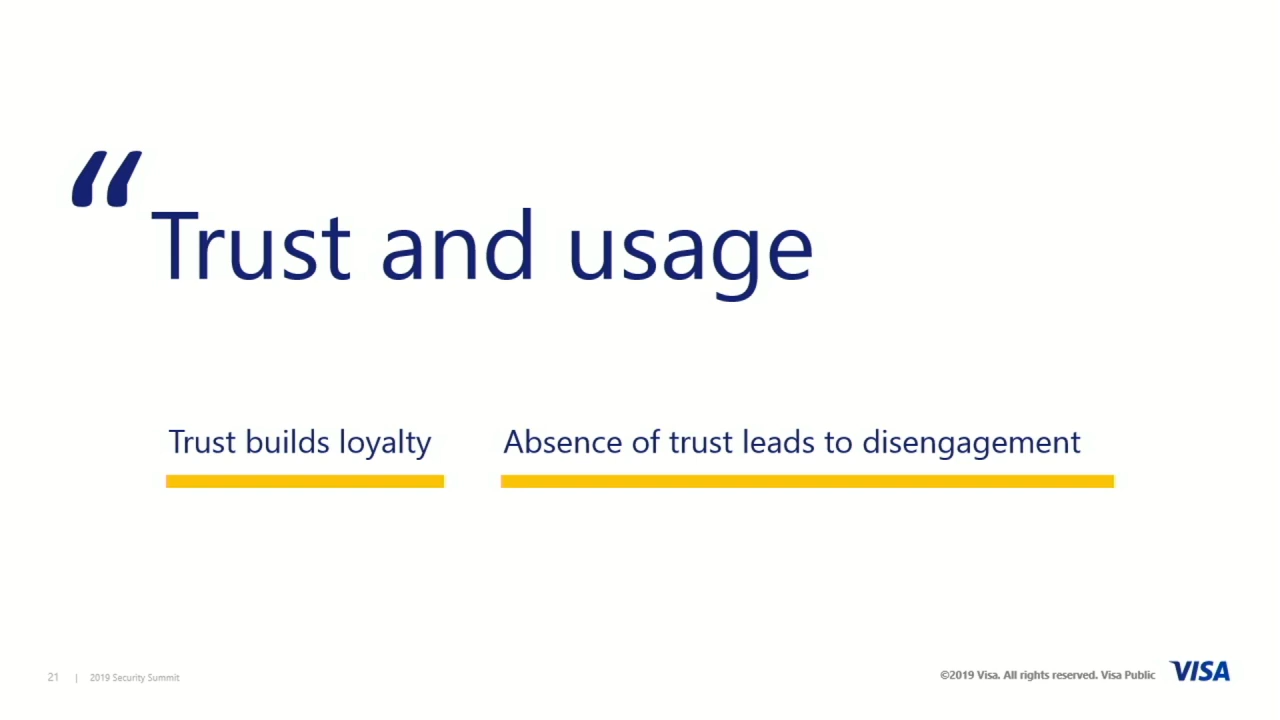 “
Trust and usage
Trust builds loyalty
Absence of trust leads to disengagement
21 | 2019 Security Summit
©2019 Visa. All rights reserved. Visa Public
VISA